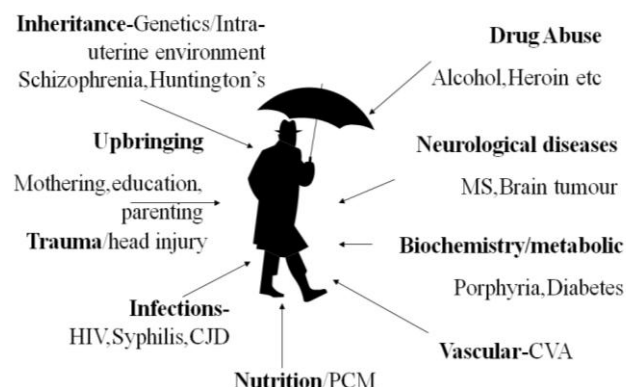 Inheritance-Genetics/Intra-
uterine environment
Schizophrenia,Huntington's
Drug Abuse
Alcohol,Heroin etc
Upbringing
Mothering,education,
parenting
Neurological diseases
MS,Brain tumour
Trauma/head injury
Biochemistry/metabolic
Porphyria,Diabetes
Infections-
HIV,Syphilis,CJD
Vascular-CVA
Nutrition/PCM